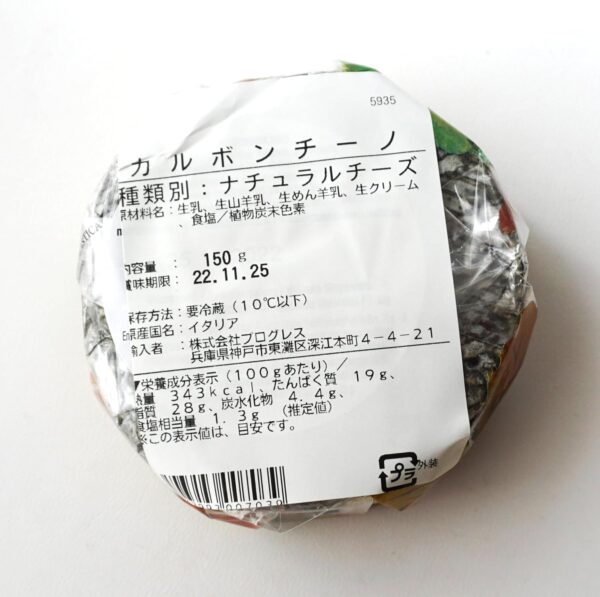 5935
カルボンチーノ
種類別：ナチュラルチーズ
原材料名：生乳、生山羊乳、生めん羊乳、生クリーム
、食塩／植物炭末色素
内容量 ： 150ｇ
賞味期限： 22.11.25
保存方法：要冷蔵（１０℃以下）
原産国名：イタリア
輸入者 ：株式会社プログレス
兵庫県神戸市東灘区深江本町４－４－２１
▼栄養成分表示（１００ｇあたり）／
熱量 ３４３ｋｃａｌ、たんぱく質 １９ｇ、
脂質 ２８ｇ、炭水化物 ４．４ｇ、
食塩相当量 １．３ｇ （推定値）
※この表示値は、目安です。
プラ 外装